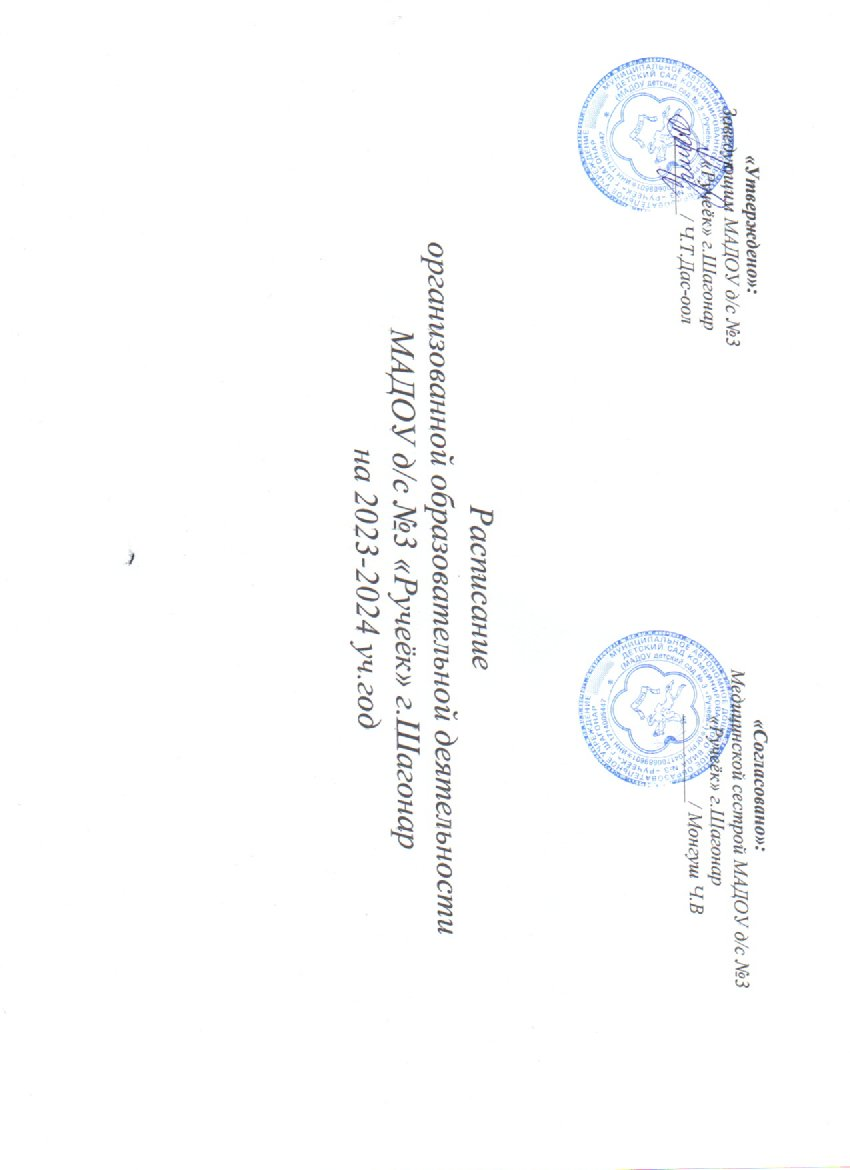 «Утверждено»:
Заведующим МАДОУ д/с №3
«Ручеёк» г.Шагонар
/ Ч.Т.Дас-оол
«Согласовано»:
Медицинской сестрой МАДОУ д/с №3
«Ручеёк» г.Шагонар
/ Монгуш Ч.В
Расписание
организованной образовательной деятельности
МАДОУ д/с №3 «Ручеёк» г.Шагонар
на 2023-2024 уч.год